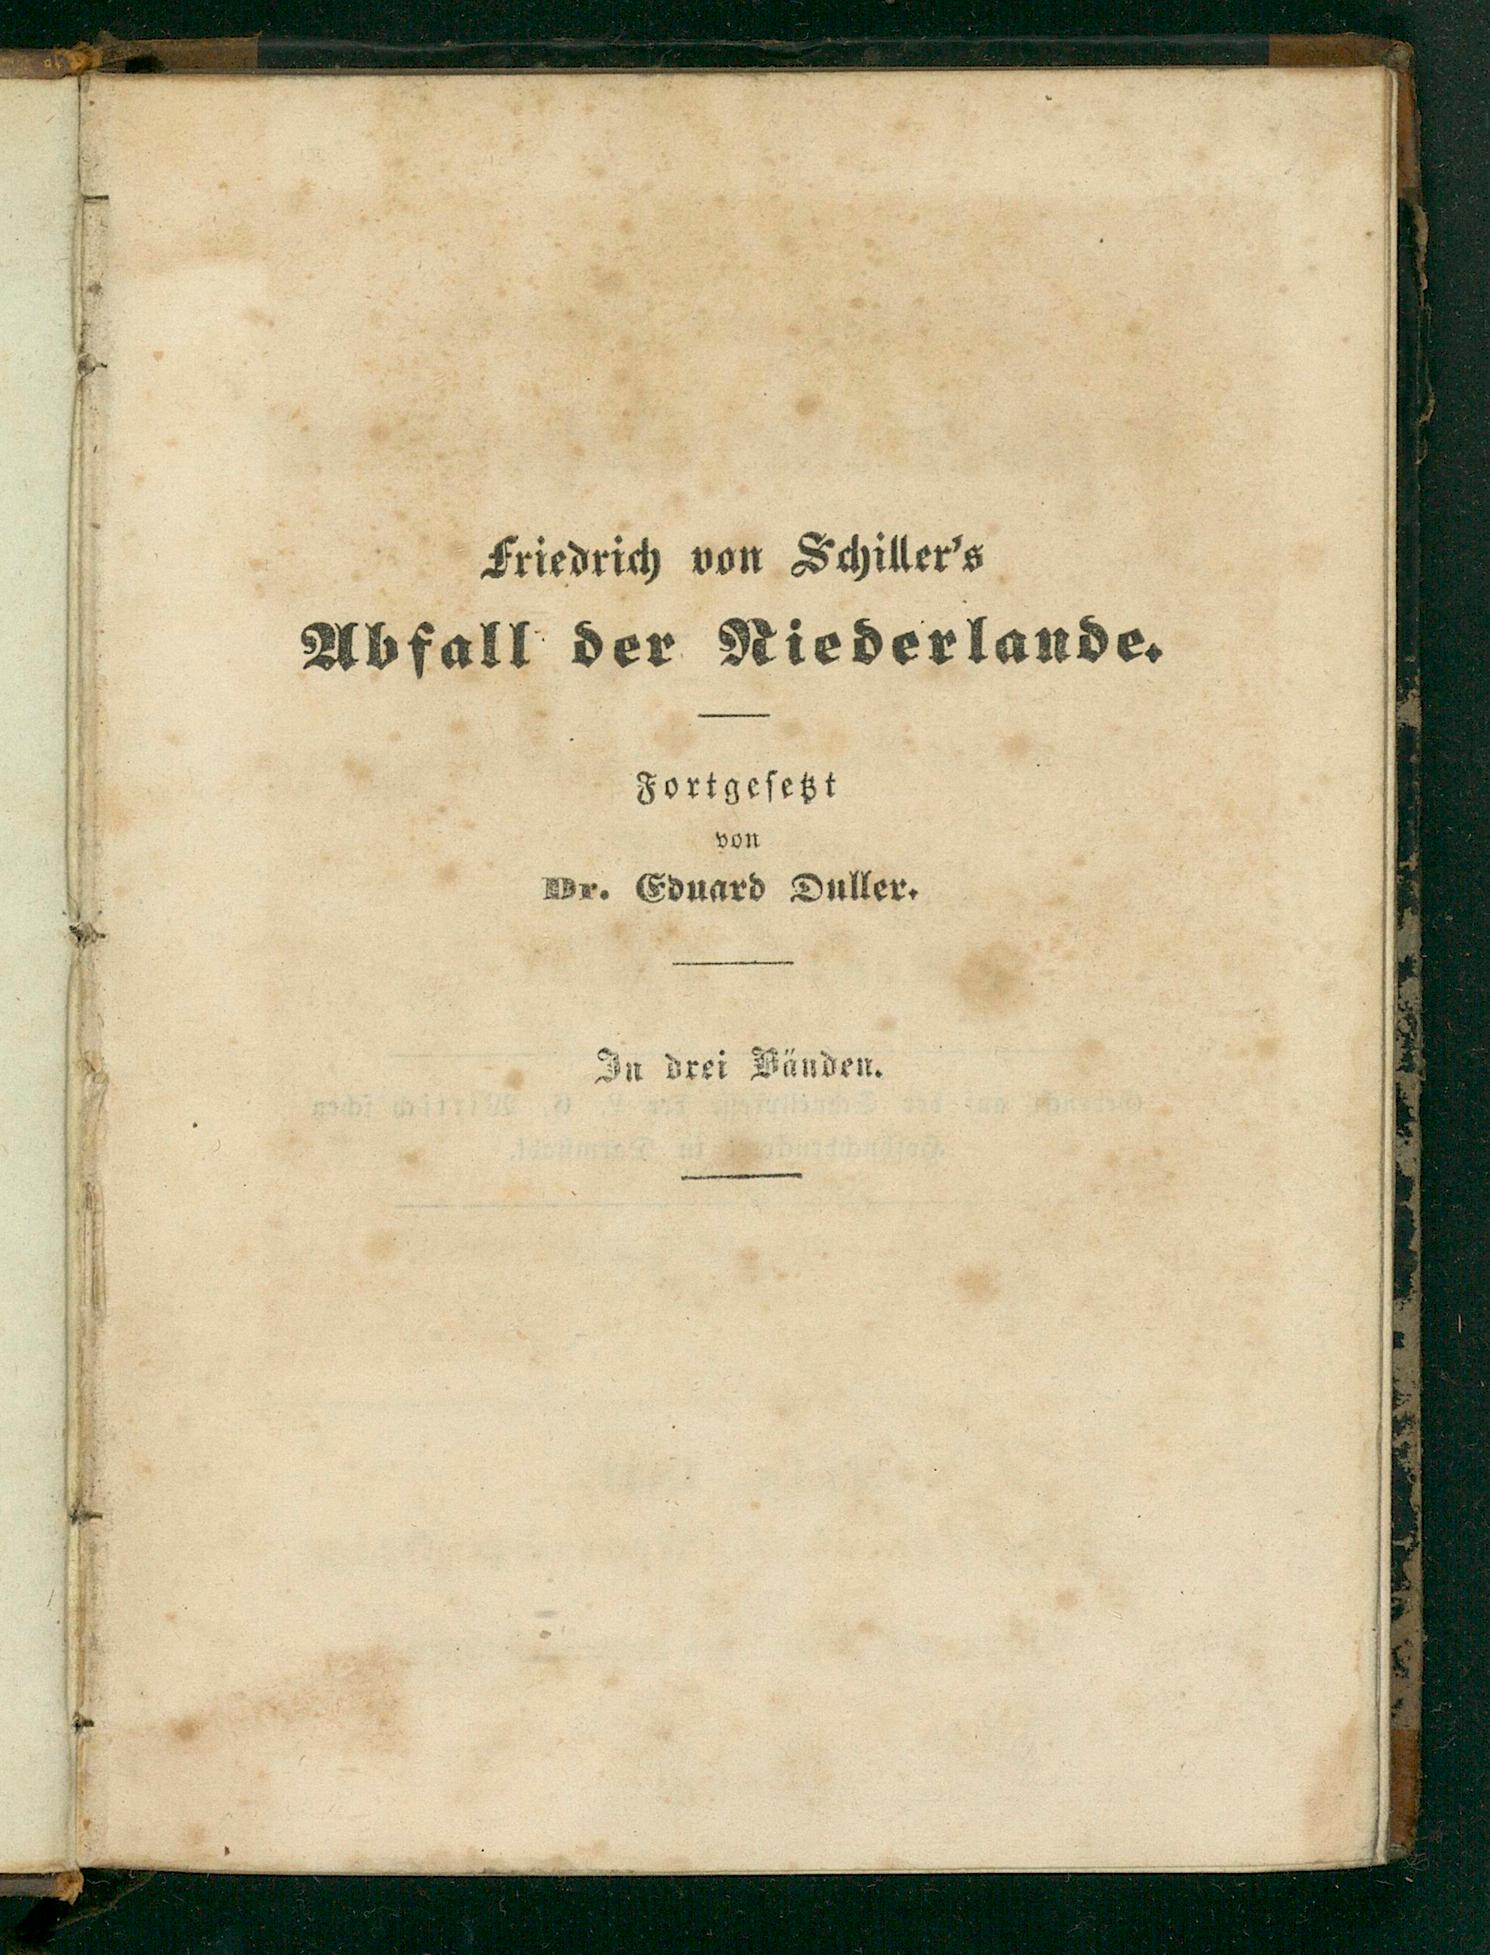 Friedrich von Schiller's
Abfall der Niederlande.
Fortgeſetzt
von
Dr. Eduard Duller.
In drei Bänden.